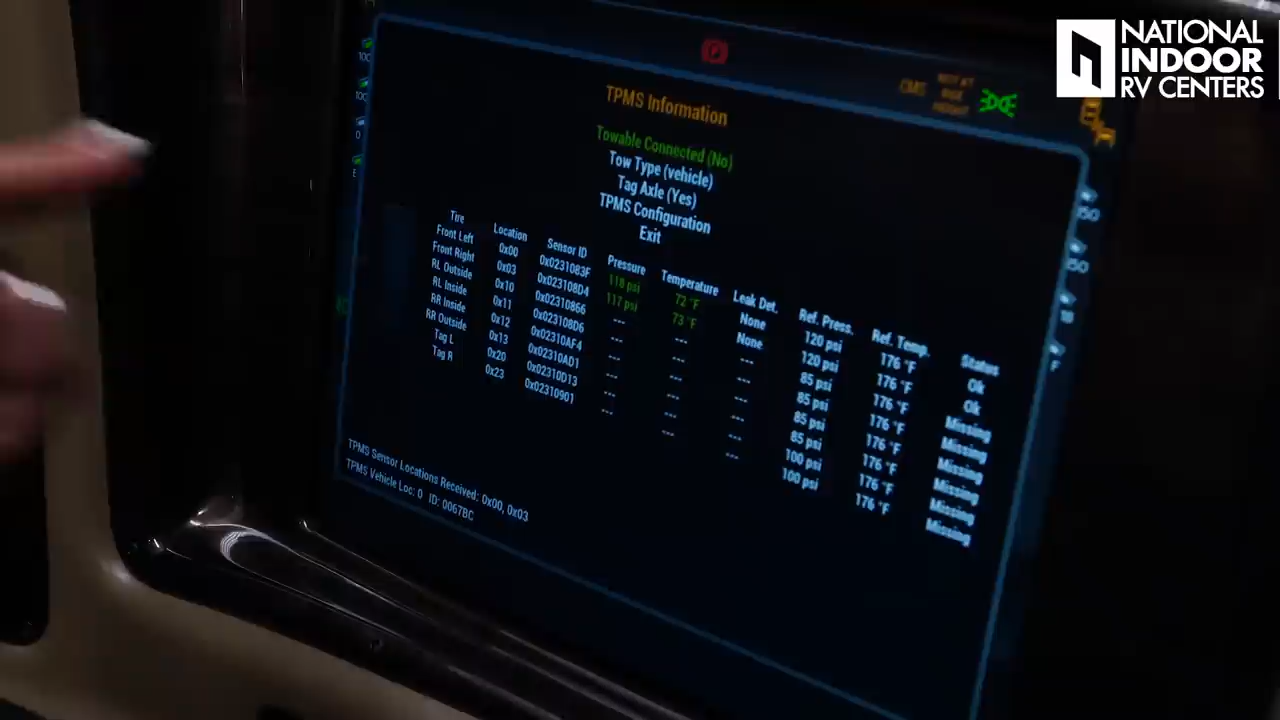 NATIONAL
INDOOR
RV CENTERS
TPMS Information
Towable Connected (No)
Tow Type (vehicle)
Tag Axle (Yes)
TPMS Configuration
Exit
Tire Location Sensor ID Pressure Temperature Leak Det. Ref. Press. Ref. Temp. Status
Front Left 0x00 0x0231083F 118 psi 72 °F None 120 psi 176 °F Ok
Front Right 0x03 0x023108D4 117 psi 73 °F None 120 psi 176 °F Ok
RL Outside 0x10 0x02310866 --- --- --- 85 psi 176 °F Missing
RL Inside 0x11 0x023108D6 --- --- --- 85 psi 176 °F Missing
RR Inside 0x12 0x02310AF4 --- --- --- 85 psi 176 °F Missing
RR Outside 0x13 0x02310AD1 --- --- --- 85 psi 176 °F Missing
Tag L 0x20 0x02310D13 --- --- --- 100 psi 176 °F Missing
Tag R 0x23 0x02310901 --- --- --- 100 psi 176 °F Missing
TPMS Sensor Locations Received: 0x00, 0x03
TPMS Vehicle Loc: 0 ID: 0067BC